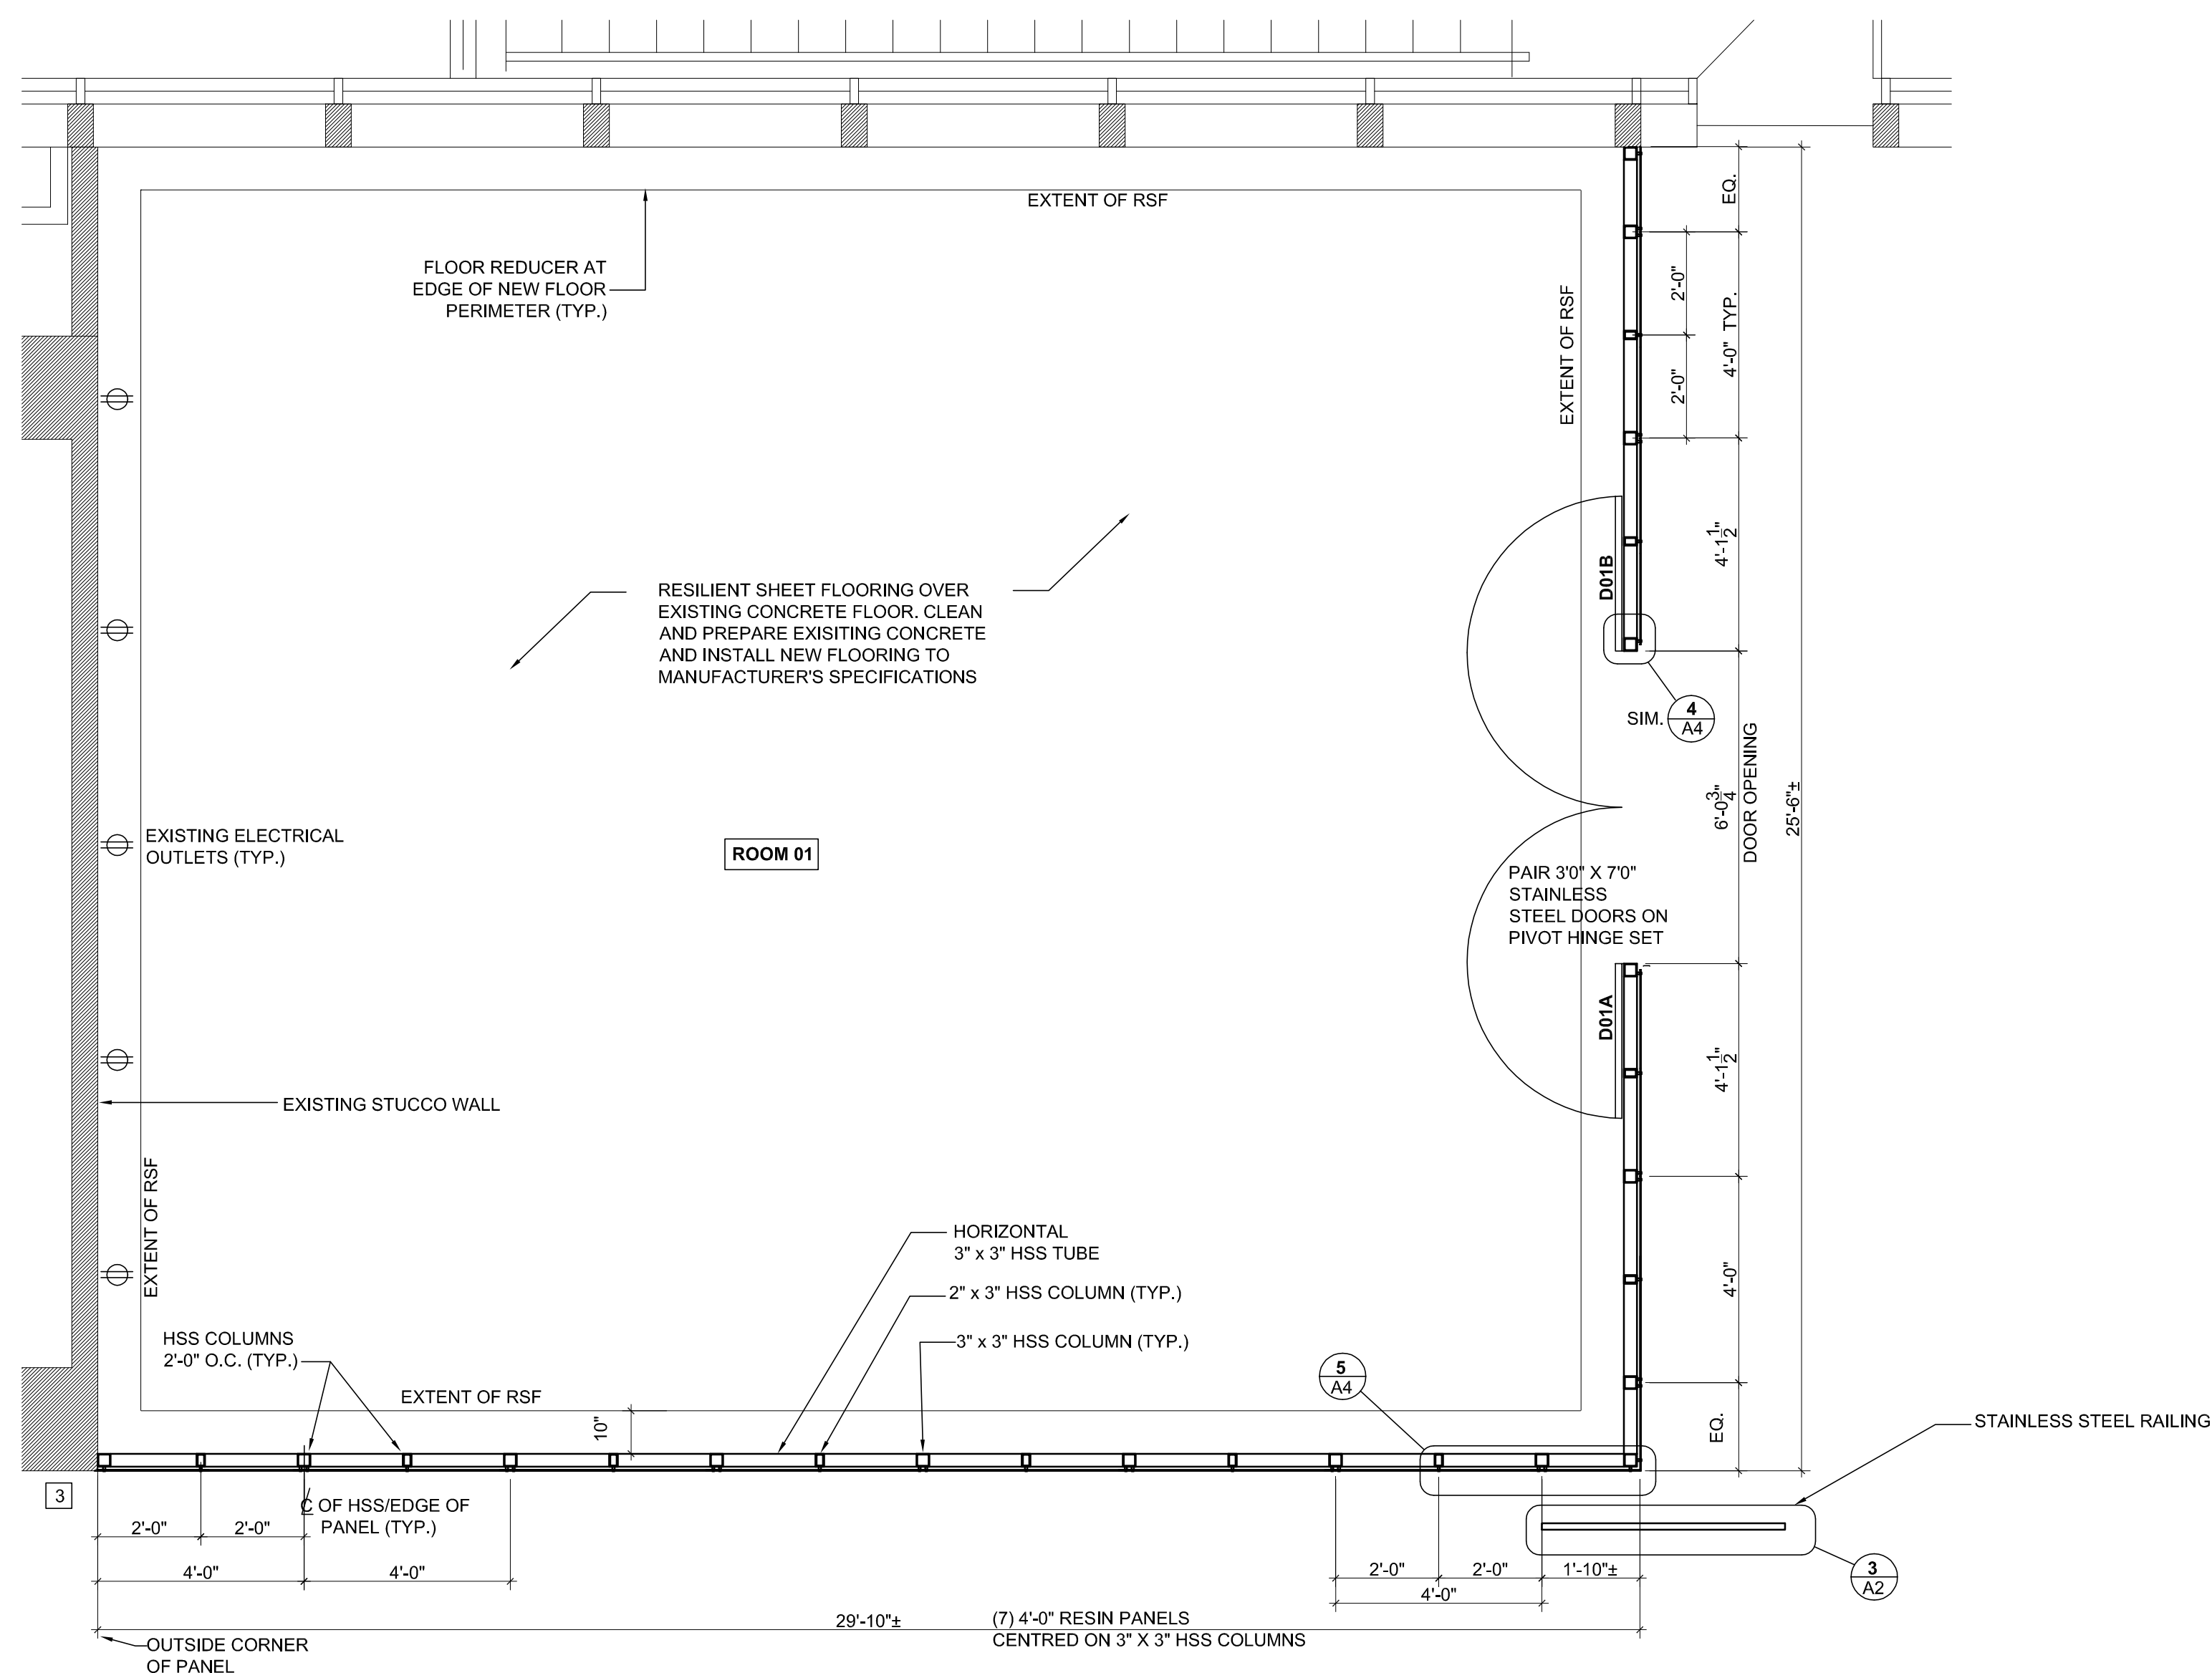 EXTENT OF RSF
EQ.
FLOOR REDUCER AT
EDGE OF NEW FLOOR
PERIMETER (TYP.)
EXTENT OF RSF
2'-0"
2'-0"
4'-0" TYP.
RESILIENT SHEET FLOORING OVER
EXISTING CONCRETE FLOOR. CLEAN
AND PREPARE EXISITING CONCRETE
AND INSTALL NEW FLOORING TO
MANUFACTURER'S SPECIFICATIONS
D01B
4'-1 1/2"
SIM.
4
A4
6'-0 3/4"
DOOR OPENING
25'-6"±
EXISTING ELECTRICAL
OUTLETS (TYP.)
ROOM 01
PAIR 3'0" X 7'0"
STAINLESS
STEEL DOORS ON
PIVOT HINGE SET
D01A
4'-1 1/2"
EXISTING STUCCO WALL
EXTENT OF RSF
HORIZONTAL
3" x 3" HSS TUBE
2" x 3" HSS COLUMN (TYP.)
3" x 3" HSS COLUMN (TYP.)
4'-0"
HSS COLUMNS
2'-0" O.C. (TYP.)
EXTENT OF RSF
10"
5
A4
EQ.
STAINLESS STEEL RAILING
3
C OF HSS/EDGE OF
PANEL (TYP.)
2'-0"
2'-0"
4'-0"
4'-0"
2'-0"
2'-0"
1'-10"±
4'-0"
3
A2
29'-10"±
(7) 4'-0" RESIN PANELS
CENTRED ON 3" X 3" HSS COLUMNS
OUTSIDE CORNER
OF PANEL